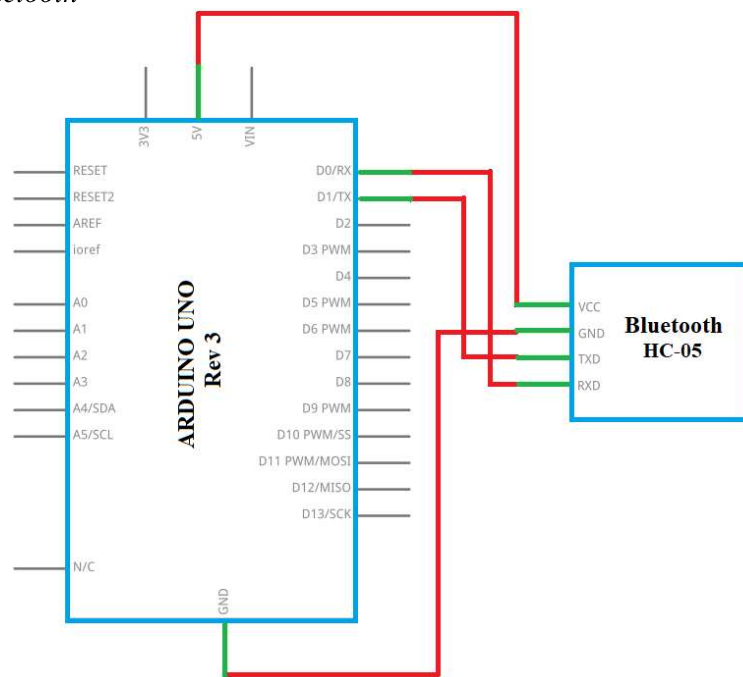 3V3
5V
VIN
RESET
RESET2
AREF
ioref
A0
A1
A2
A3
A4/SDA
A5/SCL
N/C
ARDUINO UNO
Rev 3
D0/RX
D1/TX
D2
D3 PWM
D4
D5 PWM
D6 PWM
D7
D8
D9 PWM
D10 PWM/SS
D11 PWM/MOSI
D12/MISO
D13/SCK
GND
VCC
GND
TXD
RXD
Bluetooth
HC-05